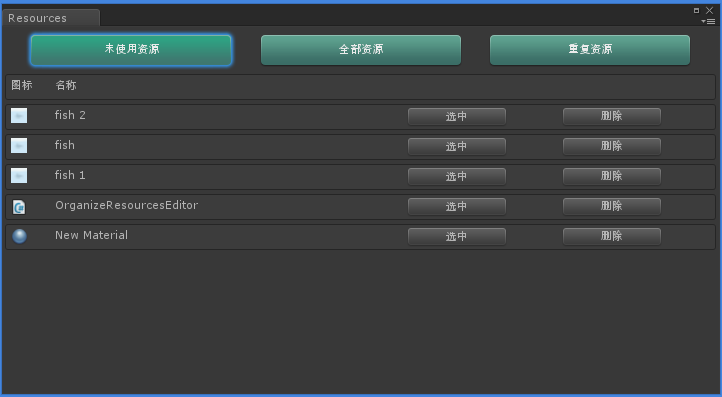 Resources
未使用资源 全部资源 重复资源
图标 名称
fish 2 选中 删除
fish 选中 删除
fish 1 选中 删除
OrganizeResourcesEditor 选中 删除
New Material 选中 删除